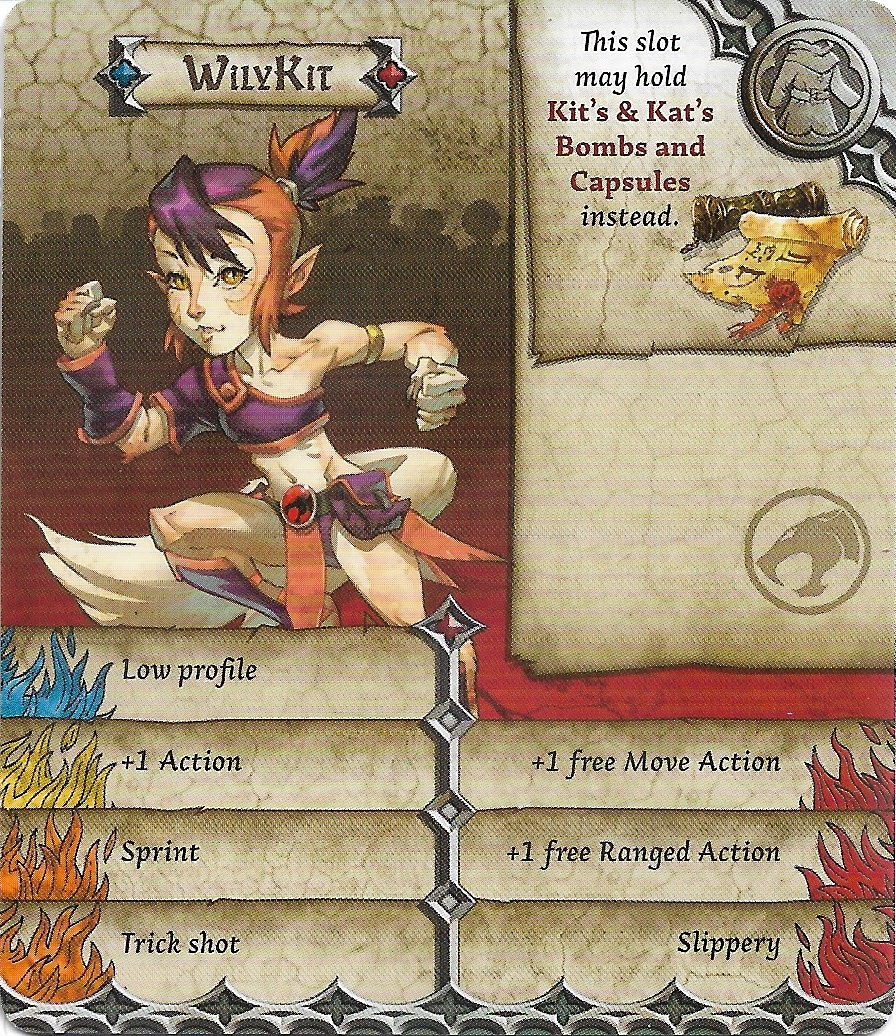 WilyKit
This slot
may hold
Kit's & Kat's
Bombs and
Capsules
instead.
Low profile
+1 Action
+1 free Move Action
Sprint
+1 free Ranged Action
Trick shot
Slippery